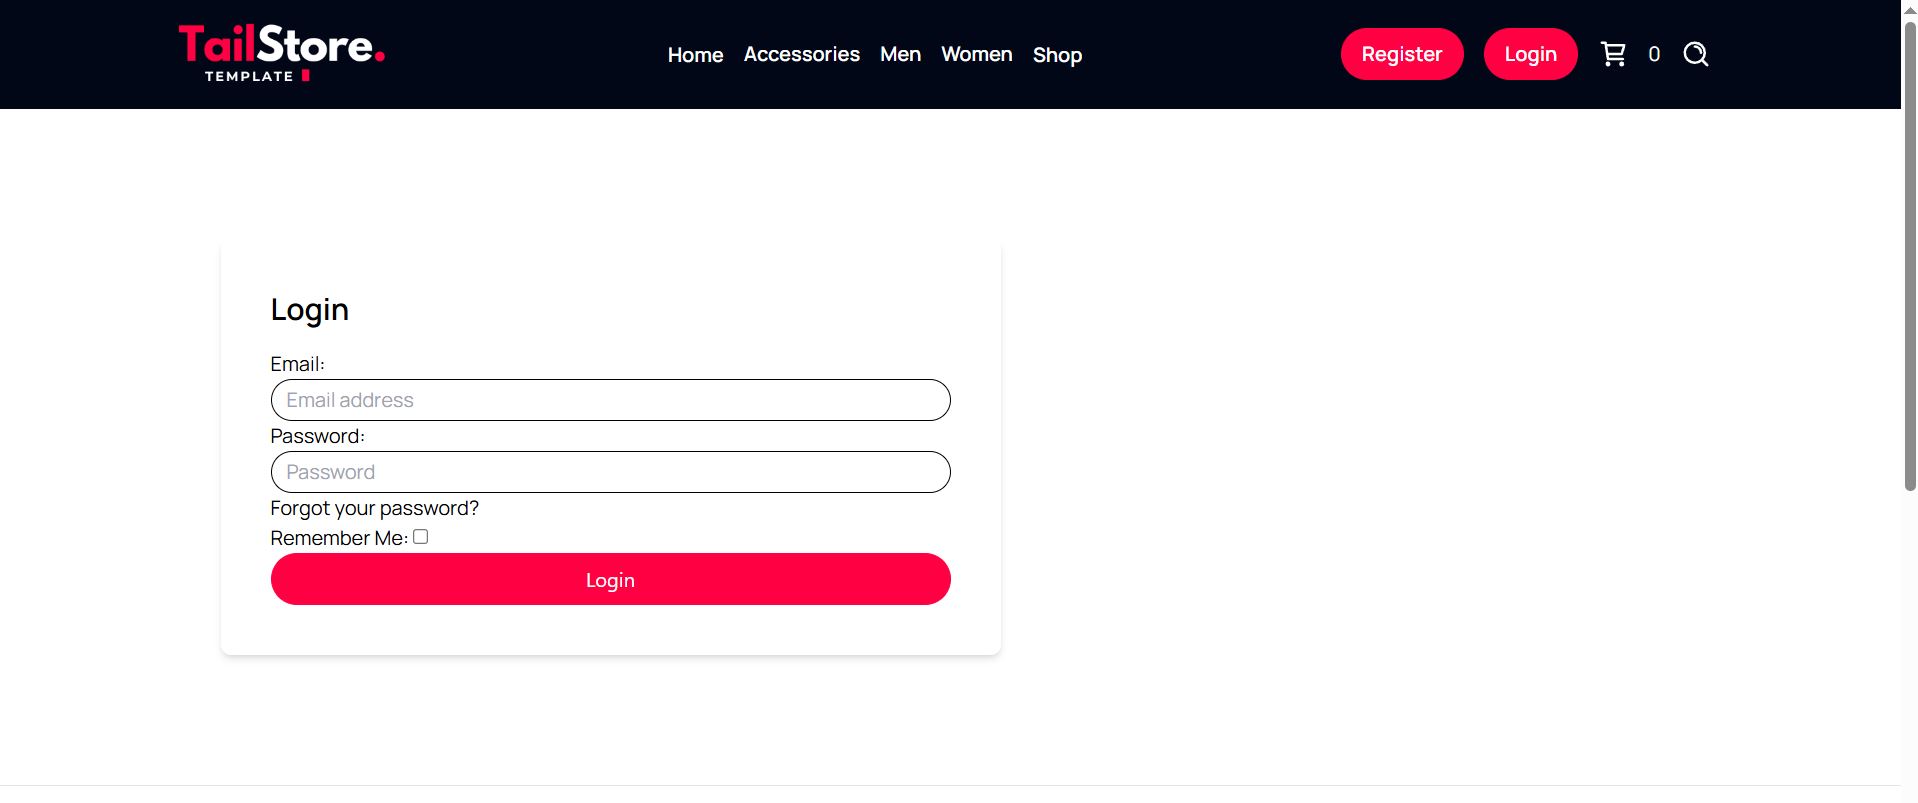 TailStore.
TEMPLATE
Home Accessories Men Women Shop
Register Login 0
Login
Email:
Email address
Password:
Password
Forgot your password?
Remember Me:
Login